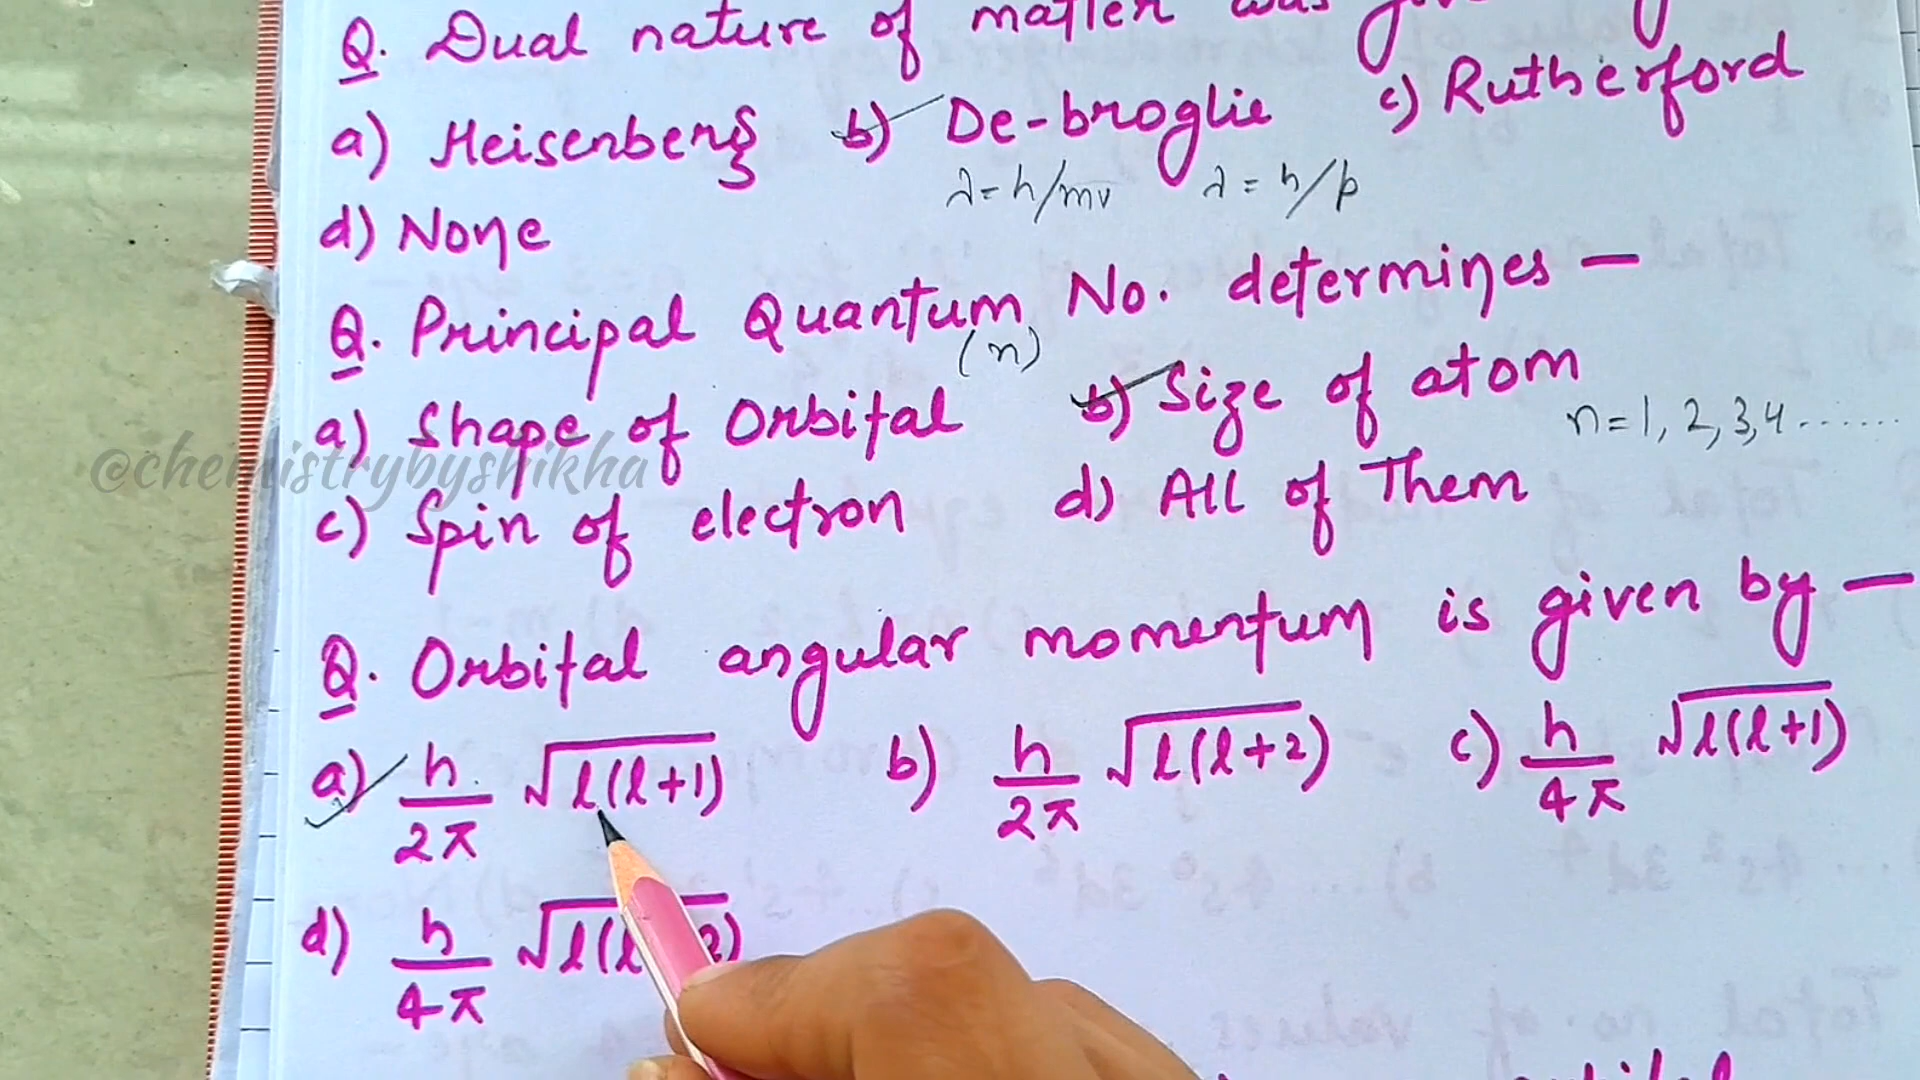 Q. Dual nature of matter was
a) Heisenberg b) De-broglie c) Rutherford
λ=h/mv λ=h/p
d) None
Q. Principal Quantum No. determines —
(n)
a) Shape of Orbital b) Size of atom
n=1, 2, 3, 4 ......
@chemistrybyshikha
c) Spin of electron d) All of Them
Q. Orbital angular momentum is given by —
a) h/2π √l(l+1) b) h/2π √l(l+2) c) h/4π √l(l+1)
d) h/4π √l(l 2)